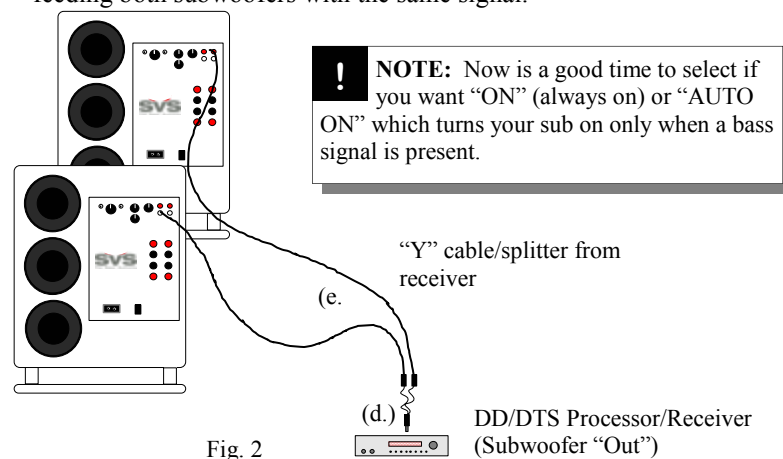 feeding both subwoofers with the same signal.
! NOTE: Now is a good time to select if
you want “ON” (always on) or “AUTO
ON” which turns your sub on only when a bass
signal is present.
SVS
SVS
“Y” cable/splitter from
receiver
(e.
(d.)
DD/DTS Processor/Receiver
(Subwoofer “Out”)
Fig. 2